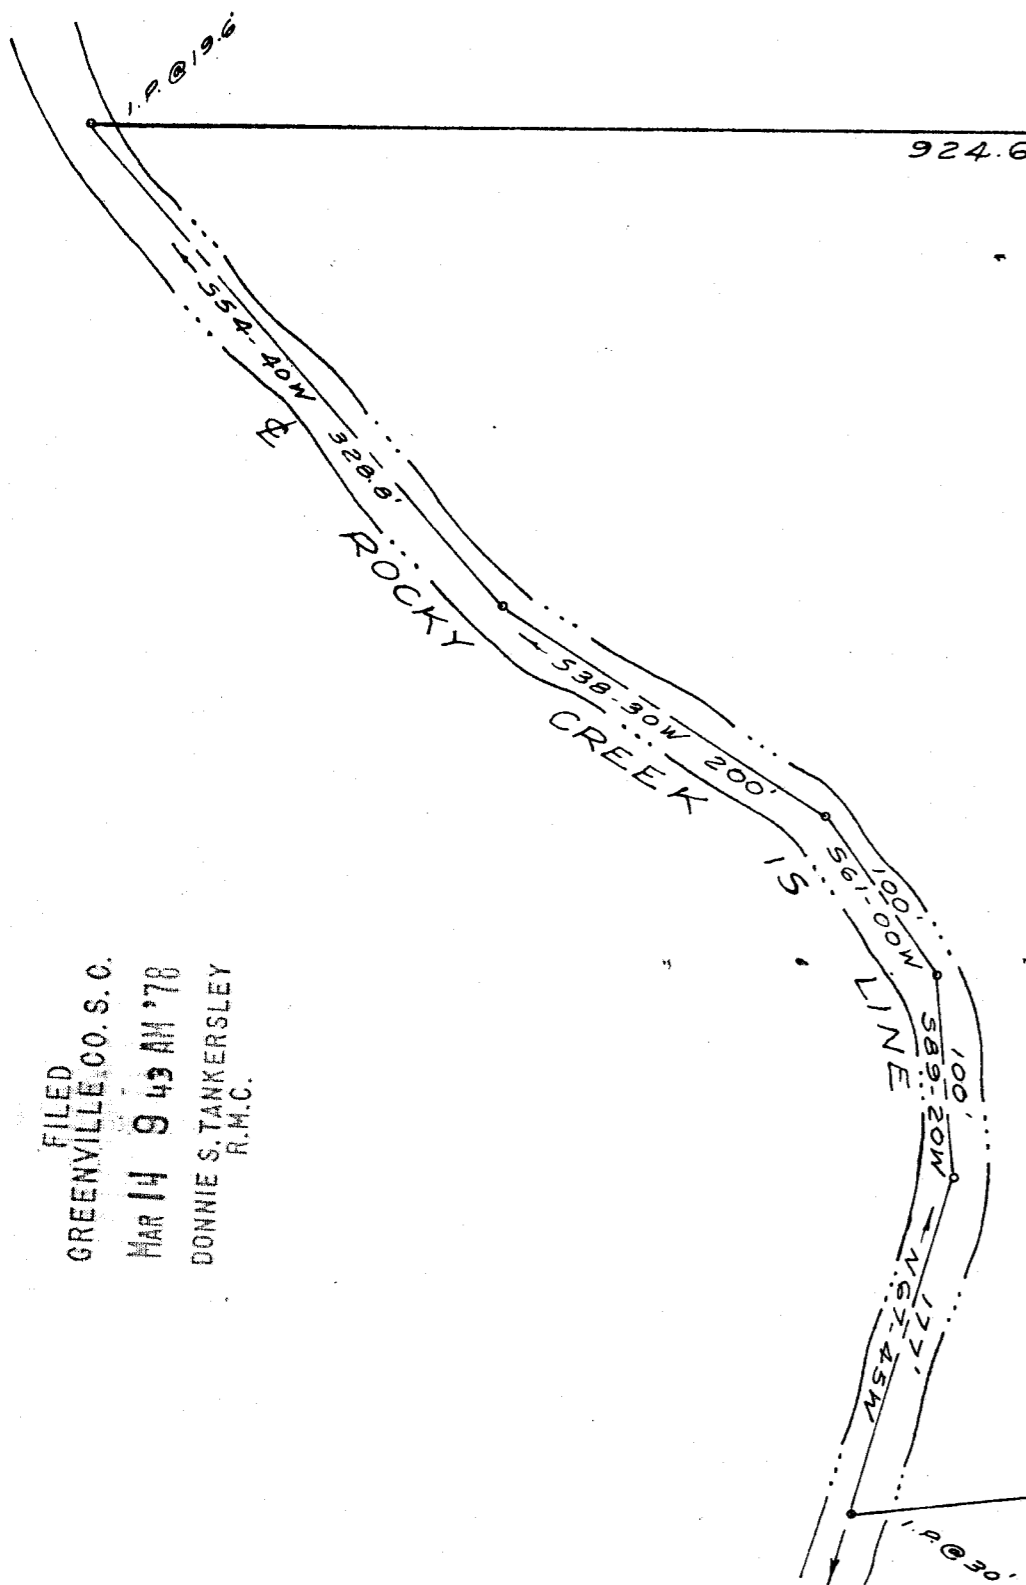 I.P. @ 19.6'
924.6
S54-40W 328.8'
℄ ROCKY CREEK IS LINE
S38-30W 200'
100'
S61-00W
100'
S89-20W
177'
N67-45W
I.P. @ 30'
FILED
GREENVILLE CO. S. C.
MAR 14 9 43 AM '78
DONNIE S. TANKERSLEY
R.M.C.